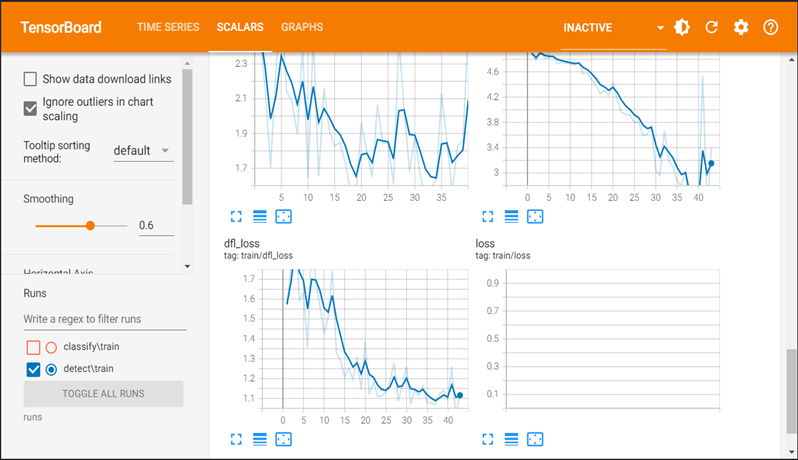 TensorBoard TIME SERIES SCALARS GRAPHS INACTIVE
Show data download links
Ignore outliers in chart
scaling
Tooltip sorting
method: default
Smoothing
0.6
Horizontal Axis
Runs
Write a regex to filter runs
classify\train
detect\train
TOGGLE ALL RUNS
runs
2.3
2.1
1.9
1.7
5 15 25 35
4.6
4.2
3.8
3.4
3
0 5 10 15 20 25 30 35 40
dfl_loss
tag: train/dfl_loss
1.7
1.6
1.5
1.4
1.3
1.2
1.1
0 5 10 15 20 25 30 35 40
loss
tag: train/loss
0.9
0.7
0.5
0.3
0.1